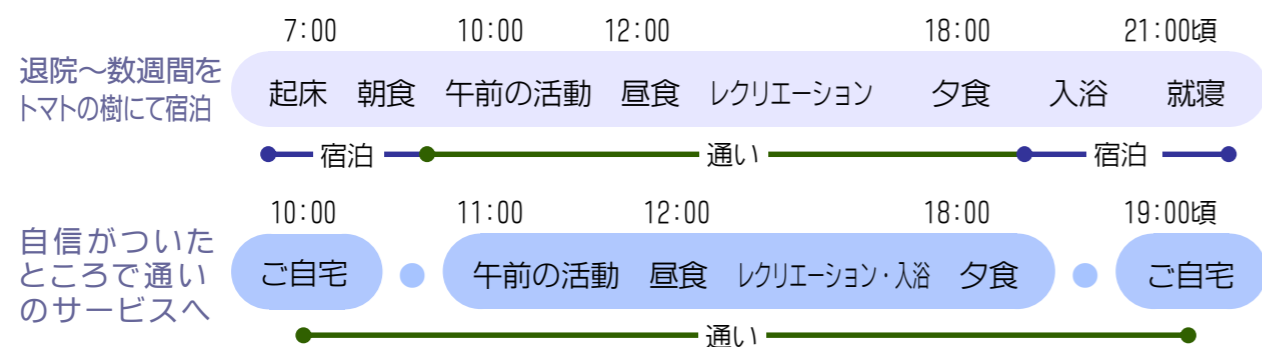 7:00 10:00 12:00 18:00 21:00頃
退院～数週間を
トマトの樹にて宿泊
起床 朝食 午前の活動 昼食 レクリエーション 夕食 入浴 就寝
宿泊 通い 宿泊
10:00 11:00 12:00 18:00 19:00頃
自信がついた
ところで通い
のサービスへ
ご自宅 午前の活動 昼食 レクリエーション・入浴 夕食 ご自宅
通い